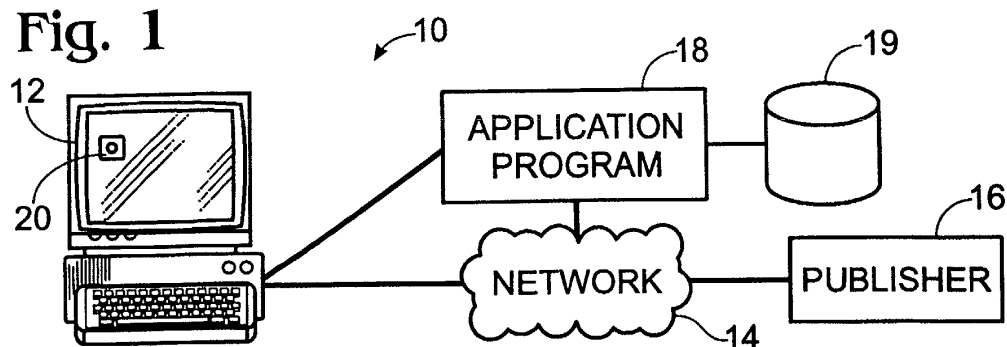 Fig. 1
10
12
18
19
APPLICATION
PROGRAM
20
16
NETWORK
PUBLISHER
14